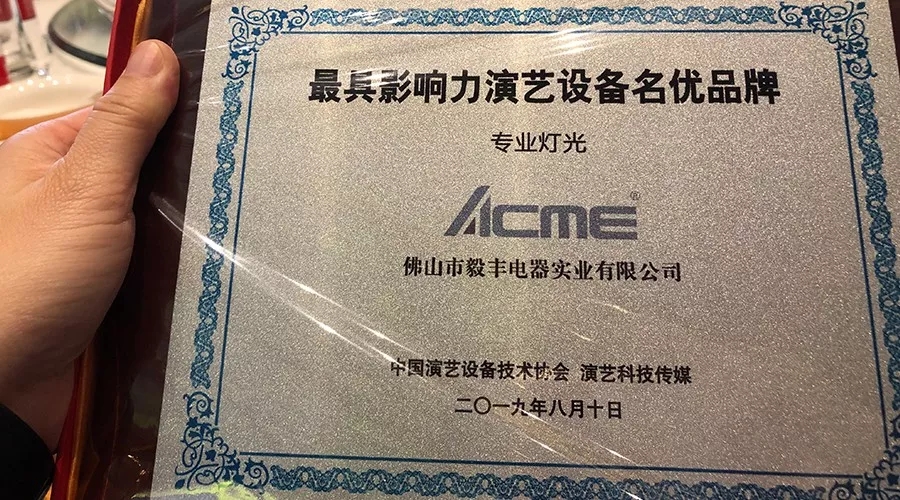 最具影响力演艺设备名优品牌
专业灯光
ACME®
佛山市毅丰电器实业有限公司
中国演艺设备技术协会 演艺科技传媒
二〇一九年八月十日